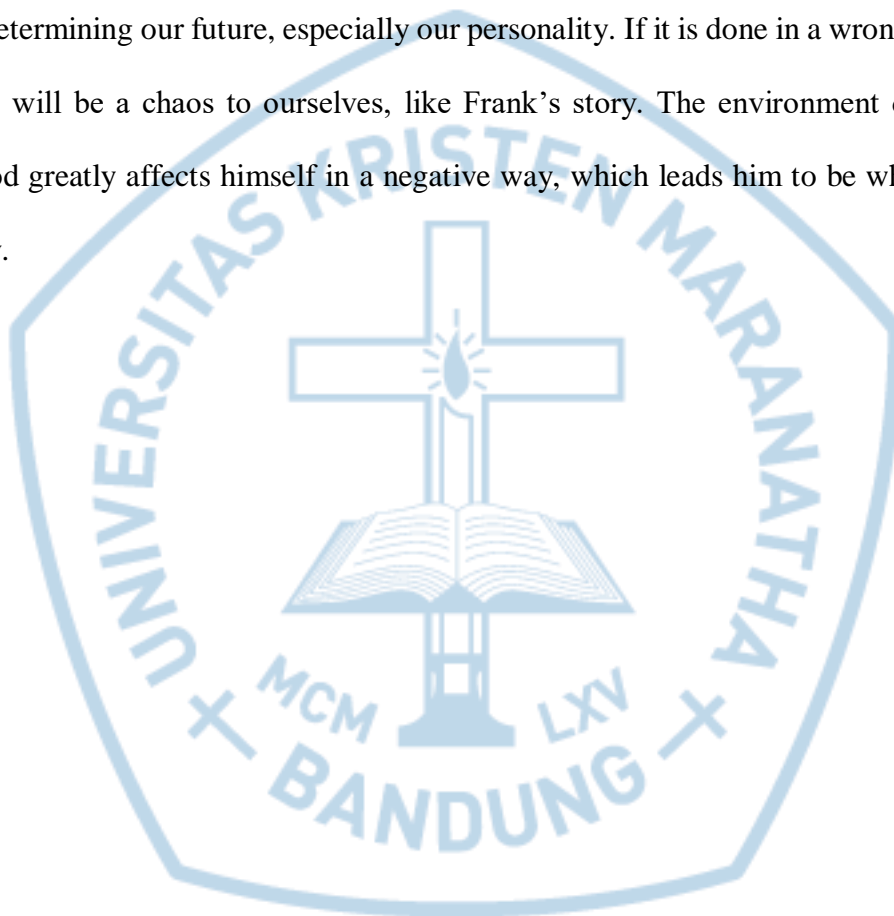 etermining our future, especially our personality. If it is done in a wron
will be a chaos to ourselves, like Frank’s story. The environment
od greatly affects himself in a negative way, which leads him to be w
.
UNIVERSITAS KRISTEN MARANATHA
MCM LXV
BANDUNG